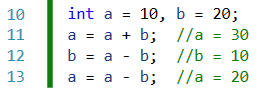 10 int a = 10, b = 20;
11 a = a + b; //a = 30
12 b = a - b; //b = 10
13 a = a - b; //a = 20